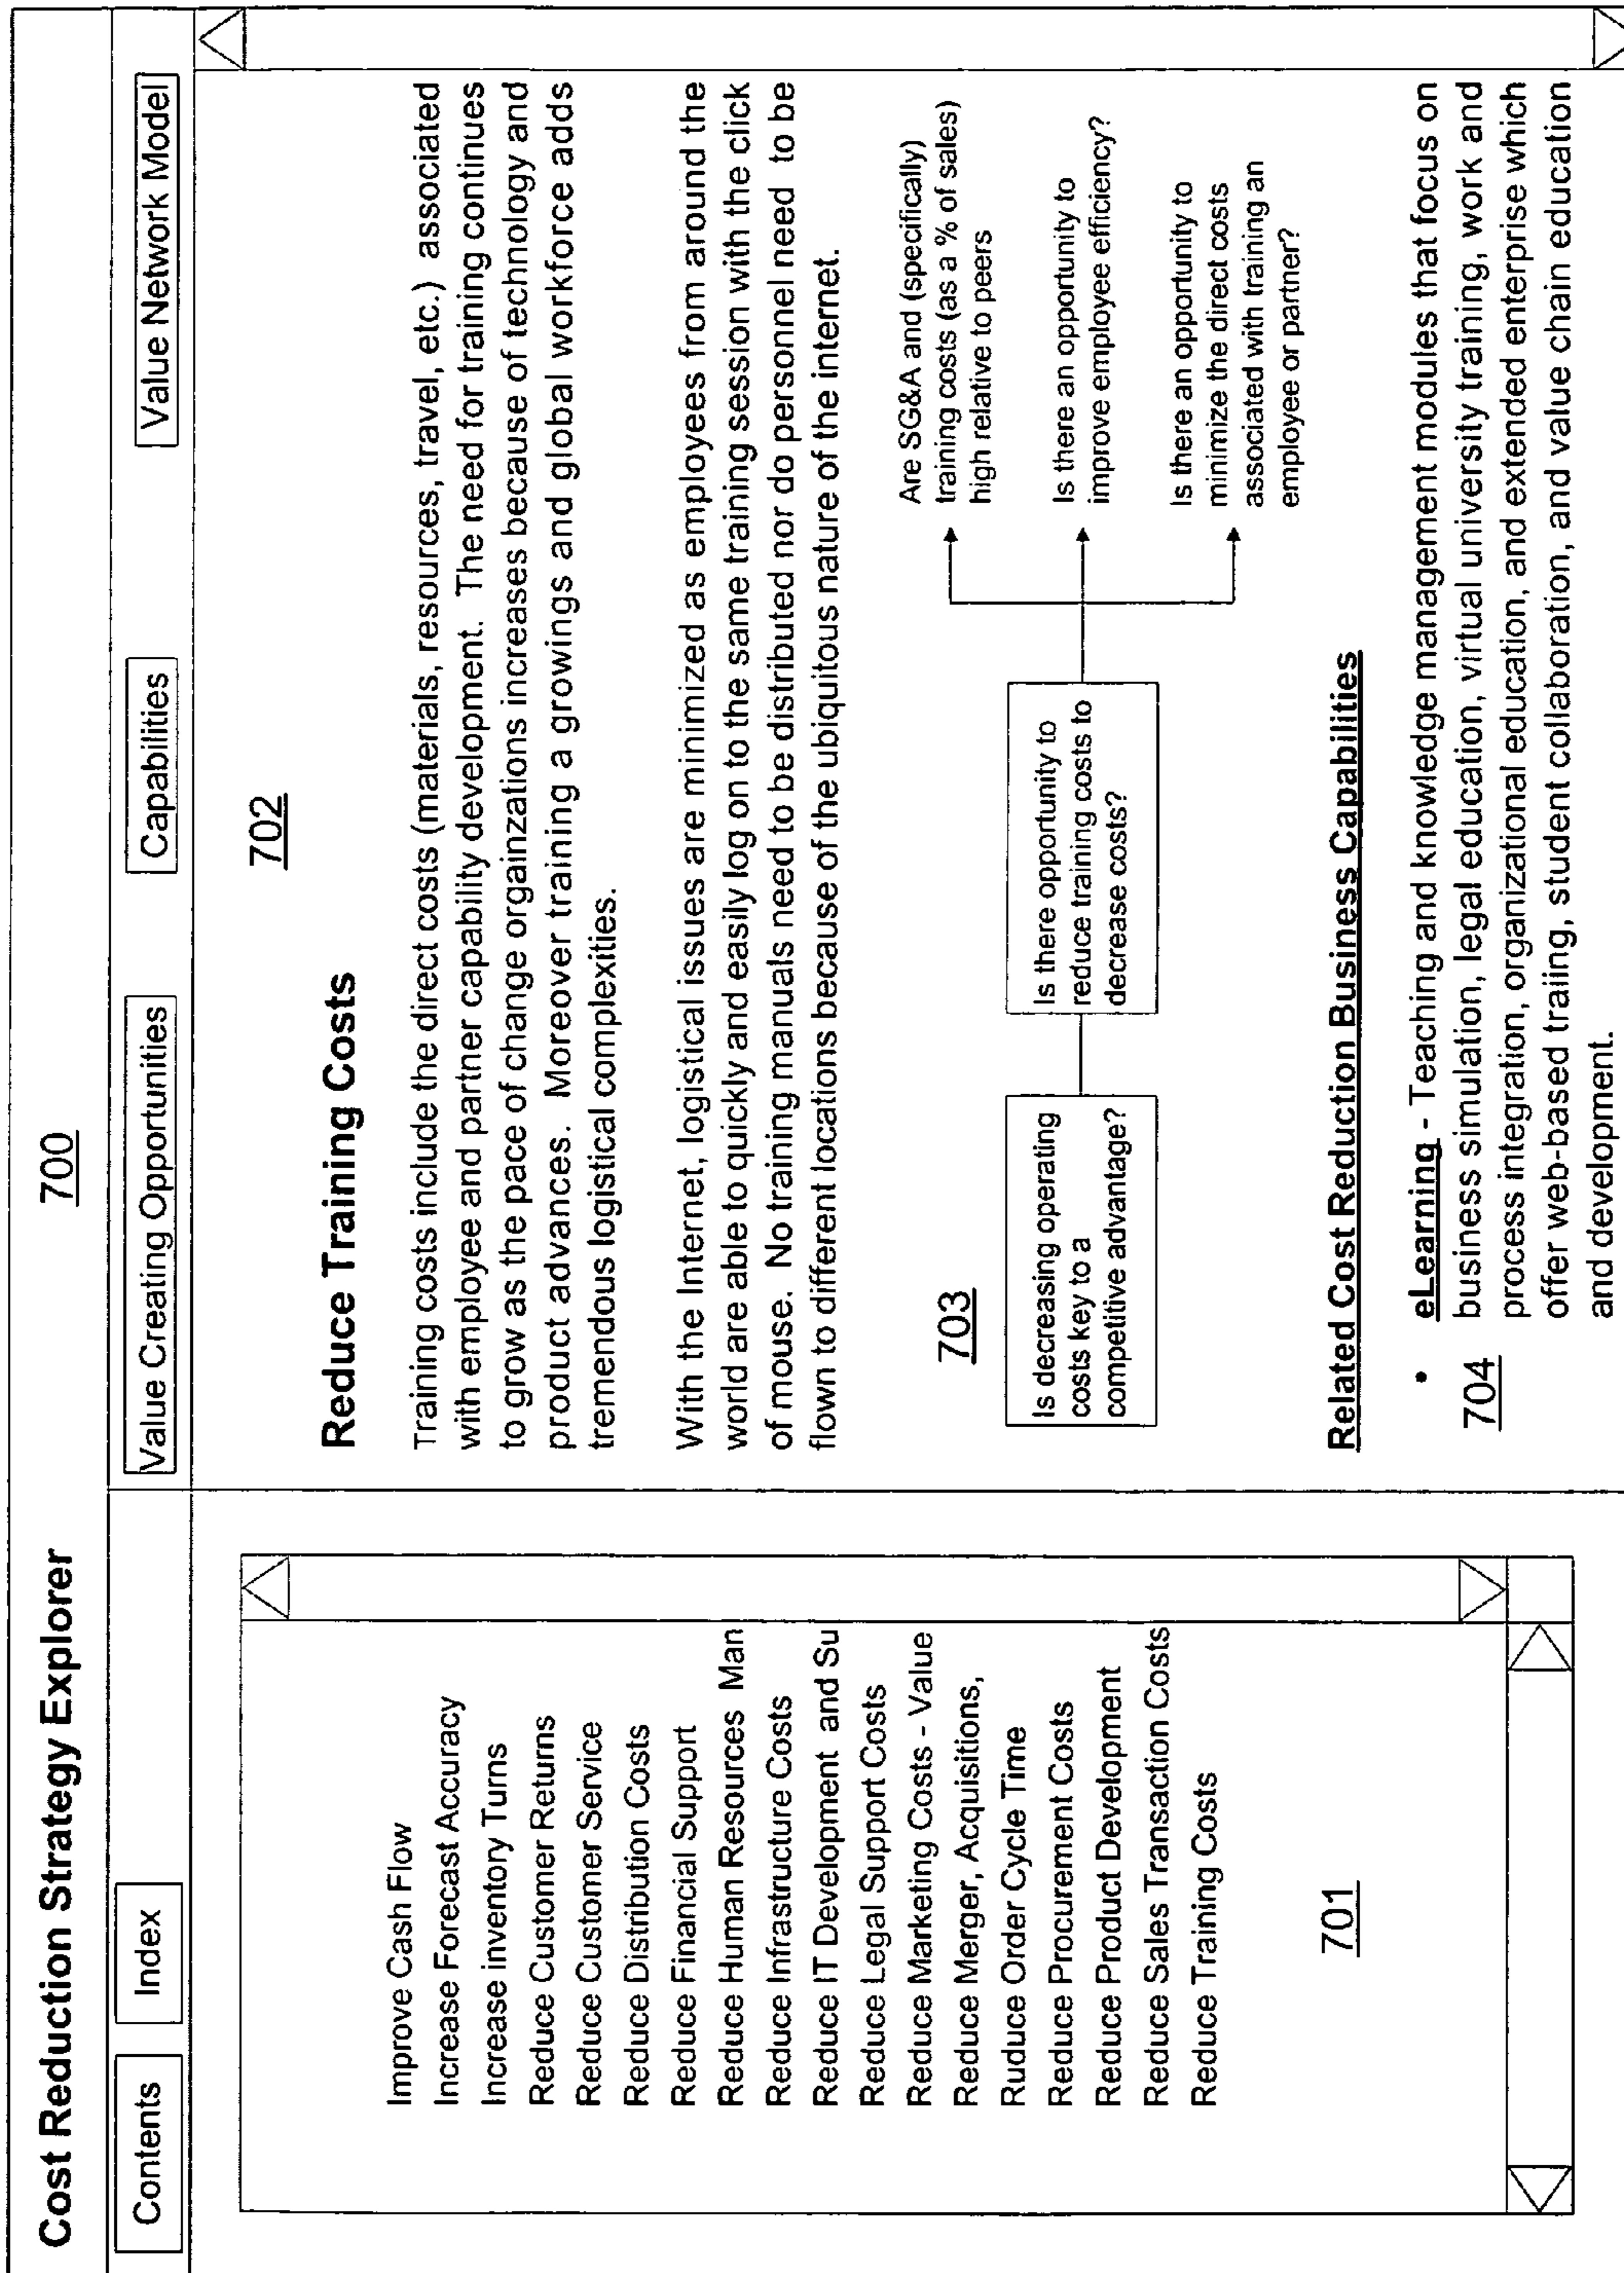 Cost Reduction Strategy Explorer
700
Contents
Index
Value Creating Opportunities
Capabilities
Value Network Model
Improve Cash Flow
Increase Forecast Accuracy
Increase inventory Turns
Reduce Customer Returns
Reduce Customer Service
Reduce Distribution Costs
Reduce Financial Support
Reduce Human Resources Man
Reduce Infrastructure Costs
Reduce IT Development and Su
Reduce Legal Support Costs
Reduce Marketing Costs - Value
Reduce Merger, Acquisitions,
Ruduce Order Cycle Time
Reduce Procurement Costs
Reduce Product Development
Reduce Sales Transaction Costs
Reduce Training Costs
701
702
Reduce Training Costs
Training costs include the direct costs (materials, resources, travel, etc.) associated
with employee and partner capability development. The need for training continues
to grow as the pace of change orgainzations increases because of technology and
product advances. Moreover training a growings and global workforce adds
tremendous logistical complexities.
With the Internet, logistical issues are minimized as employees from around the
world are able to quickly and easily log on to the same training session with the click
of mouse. No training manuals need to be distributed nor do personnel need to be
flown to different locations because of the ubiquitous nature of the internet.
703
Is decreasing operating
costs key to a
competitive advantage?
Is there opportunity to
reduce training costs to
decrease costs?
Are SG&A and (specifically)
training costs (as a % of sales)
high relative to peers
Is there an opportunity to
improve employee efficiency?
Is there an opportunity to
minimize the direct costs
associated with training an
employee or partner?
Related Cost Reduction Business Capabilities
704
• eLearning - Teaching and knowledge management modules that focus on
business simulation, legal education, virtual university training, work and
process integration, organizational education, and extended enterprise which
offer web-based traiing, student collaboration, and value chain education
and development.